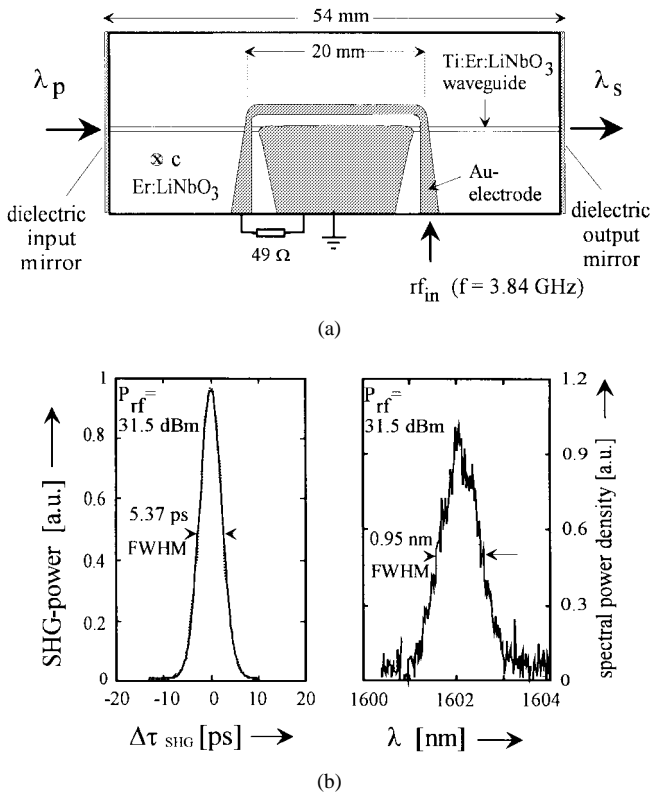 54 mm
20 mm
Ti:Er:LiNbO3
waveguide
λp
λs
⊗ c
Er:LiNbO3
Au-
electrode
dielectric
input
mirror
dielectric
output
mirror
49 Ω
rfin (f = 3.84 GHz)
(a)
SHG-power [a.u.]
1
0.8
0.6
0.4
0.2
0
Prf=
31.5 dBm
5.37 ps
FWHM
-20 -10 0 10 20
Δτ SHG [ps]
Prf=
31.5 dBm
0.95 nm
FWHM
1.2
0.9
0.6
0.3
0
spectral power density [a.u.]
1600 1602 1604
λ [nm]
(b)